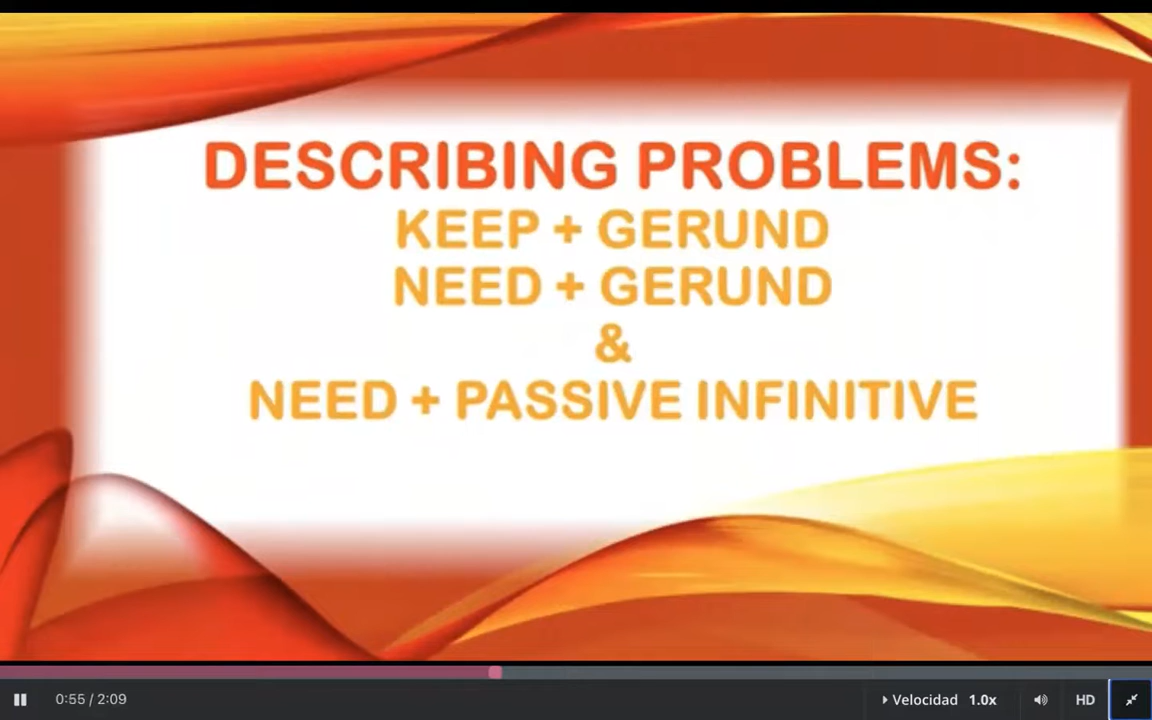 DESCRIBING PROBLEMS:
KEEP + GERUND
NEED + GERUND
&
NEED + PASSIVE INFINITIVE
0:55 / 2:09
Velocidad 1.0x
HD